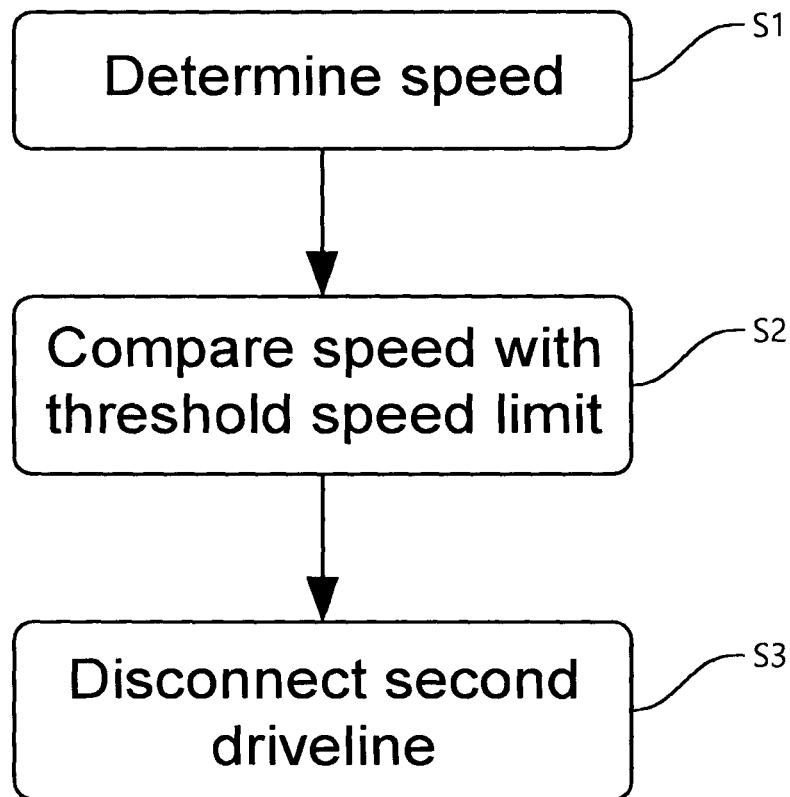 Determine speed
S1
Compare speed with
threshold speed limit
S2
Disconnect second
driveline
S3